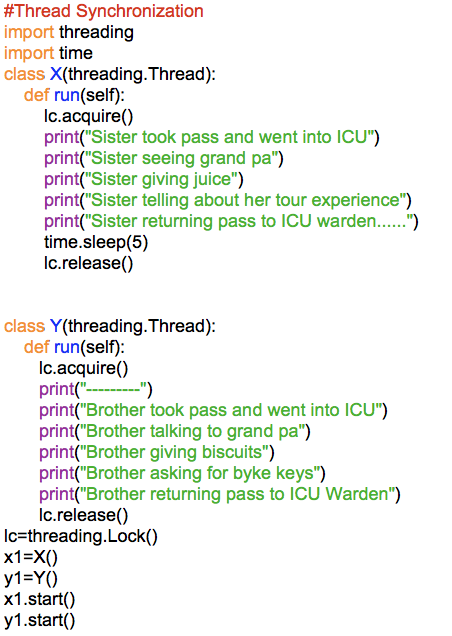 #Thread Synchronization
import threading
import time
class X(threading.Thread):
    def run(self):
        lc.acquire()
        print("Sister took pass and went into ICU")
        print("Sister seeing grand pa")
        print("Sister giving juice")
        print("Sister telling about her tour experience")
        print("Sister returning pass to ICU warden......")
        time.sleep(5)
        lc.release()
class Y(threading.Thread):
    def run(self):
       lc.acquire()
       print("---------")
       print("Brother took pass and went into ICU")
       print("Brother talking to grand pa")
       print("Brother giving biscuits")
       print("Brother asking for byke keys")
       print("Brother returning pass to ICU Warden")
       lc.release()
lc=threading.Lock()
x1=X()
y1=Y()
x1.start()
y1.start()